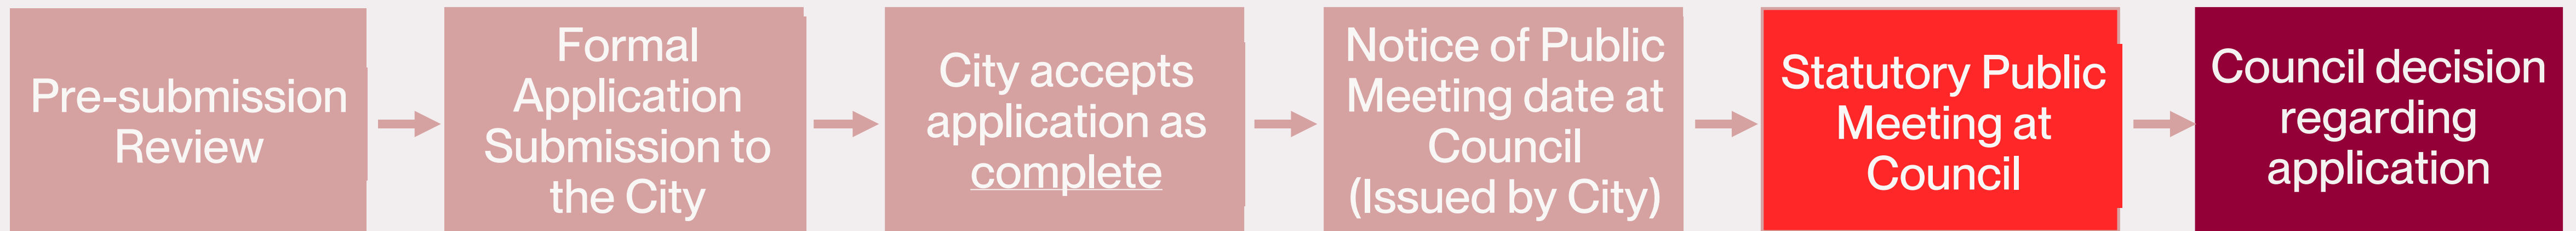 Pre-submission
Review
Formal
Application
Submission to
the City
City accepts
application as
complete
Notice of Public
Meeting date at
Council
(Issued by City)
Statutory Public
Meeting at
Council
Council decision
regarding
application